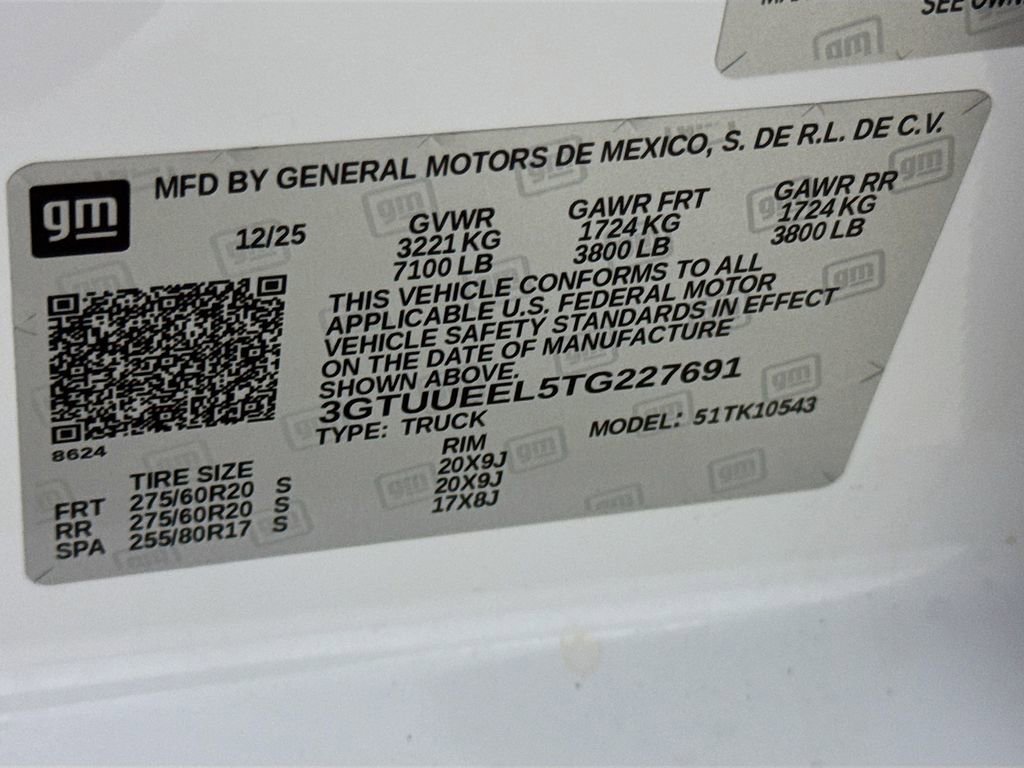 SEE
gm
MFD BY GENERAL MOTORS DE MEXICO, S. DE R.L. DE C.V.
12/25
GVWR GAWR FRT GAWR RR
3221 KG 1724 KG 1724 KG
7100 LB 3800 LB 3800 LB
THIS VEHICLE CONFORMS TO ALL
APPLICABLE U.S. FEDERAL MOTOR
VEHICLE SAFETY STANDARDS IN EFFECT
ON THE DATE OF MANUFACTURE
SHOWN ABOVE.
3GTUUEEL5TG227691
TYPE: TRUCK MODEL: 51TK10543
8624
TIRE SIZE RIM
FRT 275/60R20 S 20X9J
RR 275/60R20 S 20X9J
SPA 255/80R17 S 17X8J